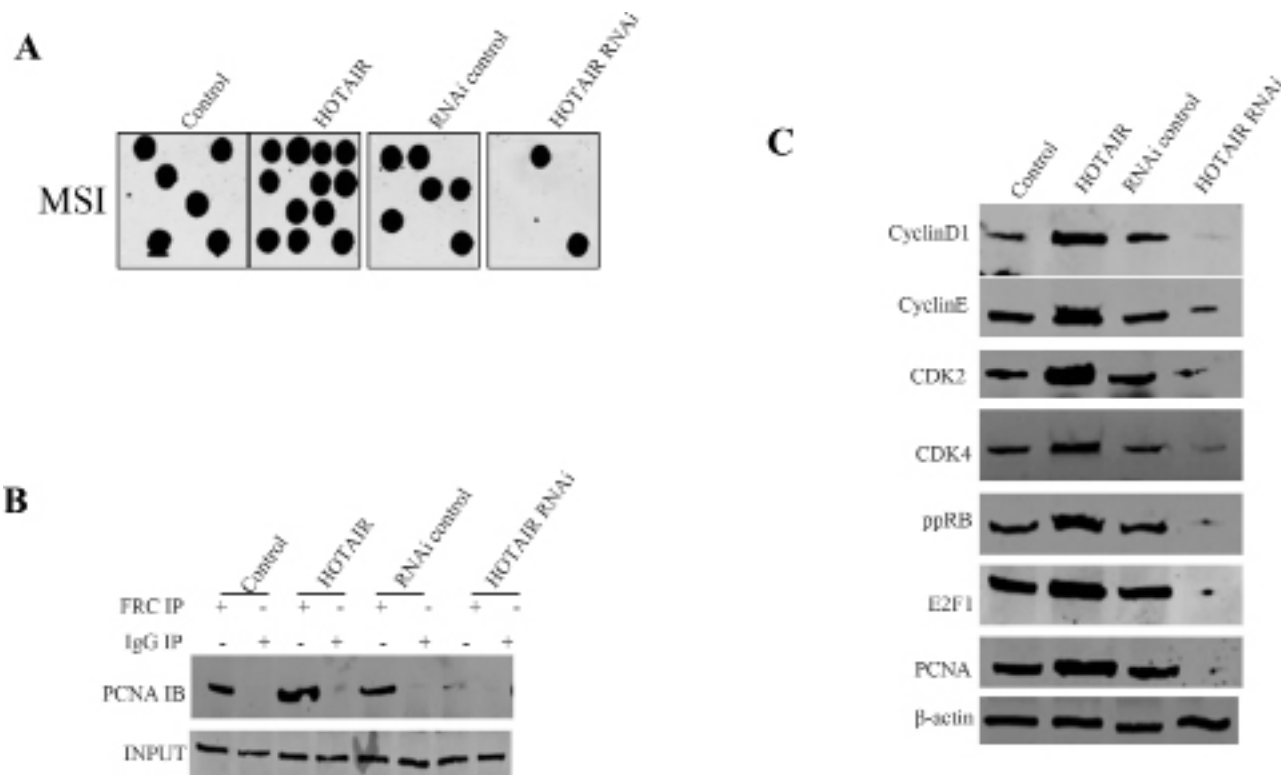 A
Control
HOTAIR
RNAi control
HOTAIR RNAi
MSI
B
Control
HOTAIR
RNAi control
HOTAIR RNAi
FRC IP + - + - + - + -
IgG IP - + - + - + - +
PCNA IB
INPUT
C
Control
HOTAIR
RNAi control
HOTAIR RNAi
CyclinD1
CyclinE
CDK2
CDK4
ppRB
E2F1
PCNA
β-actin